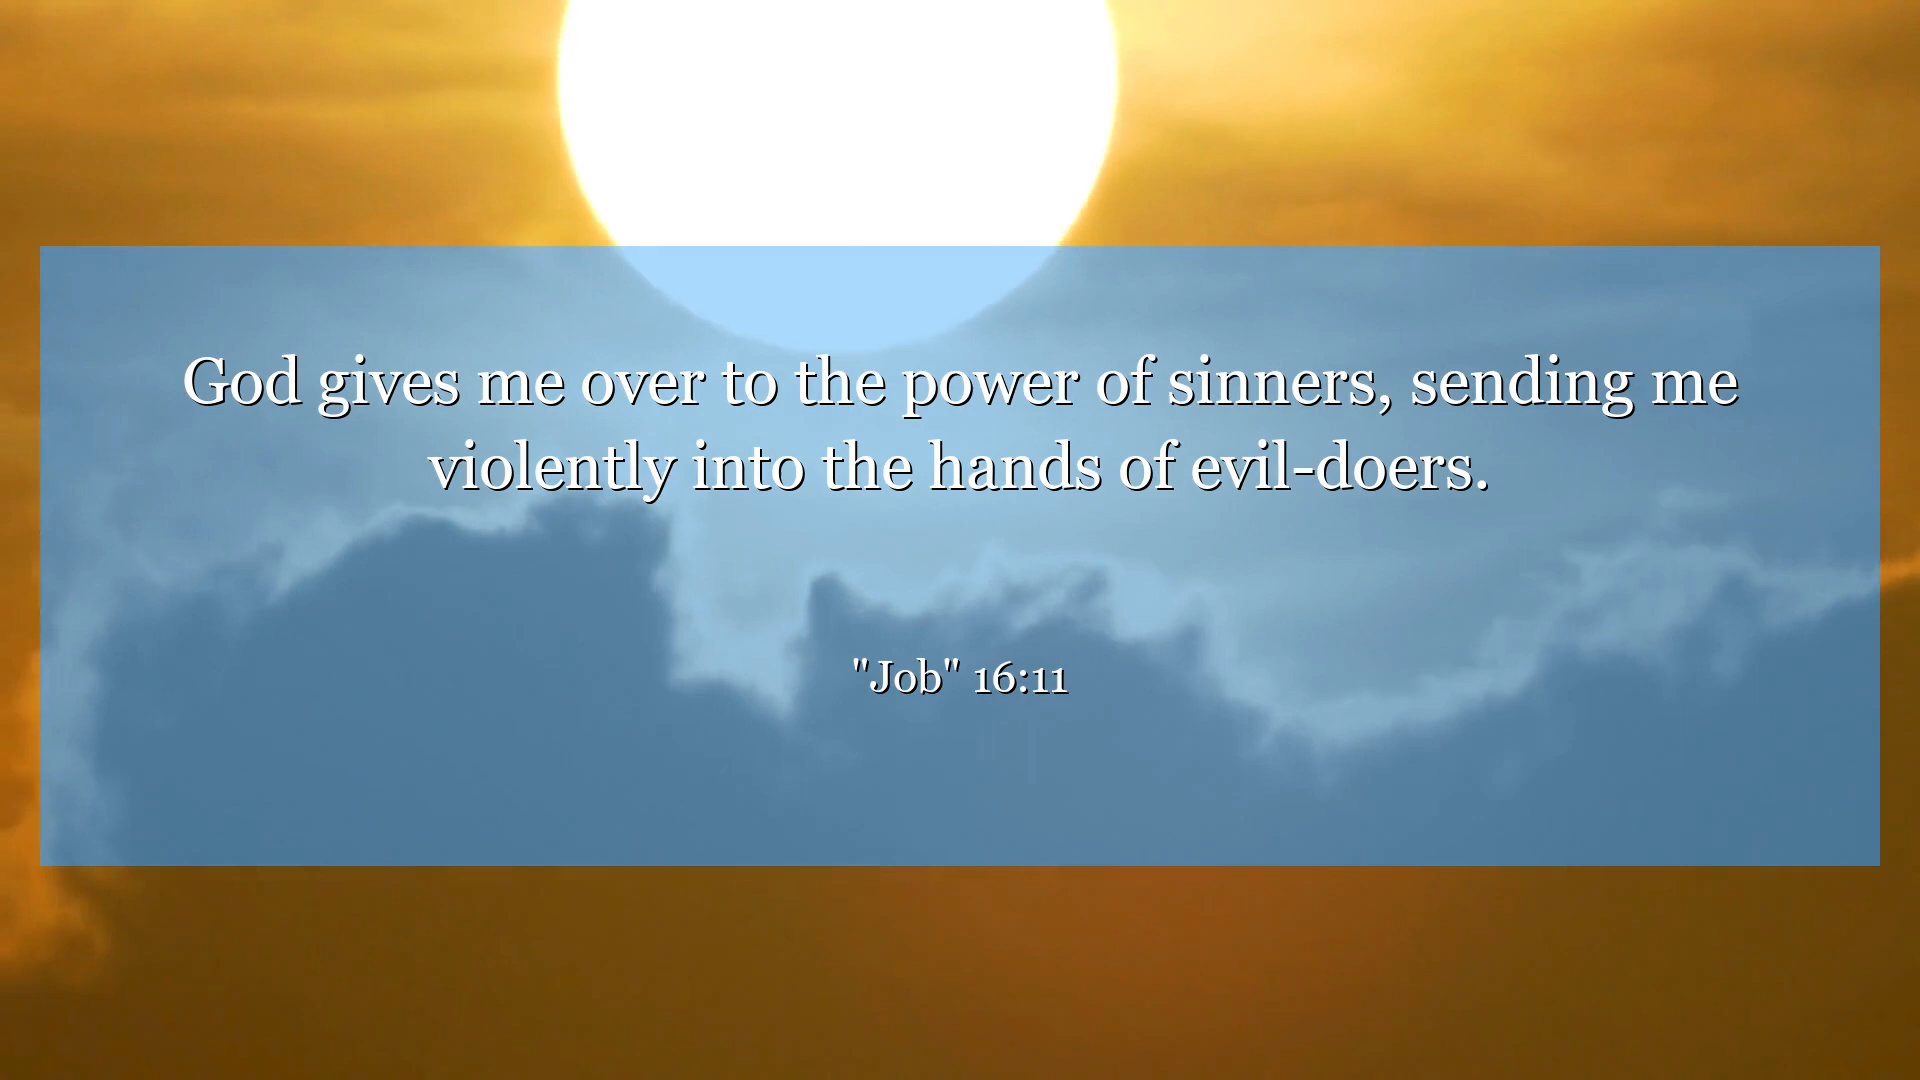 God gives me over to the power of sinners, sending me
violently into the hands of evil-doers.
"Job" 16:11